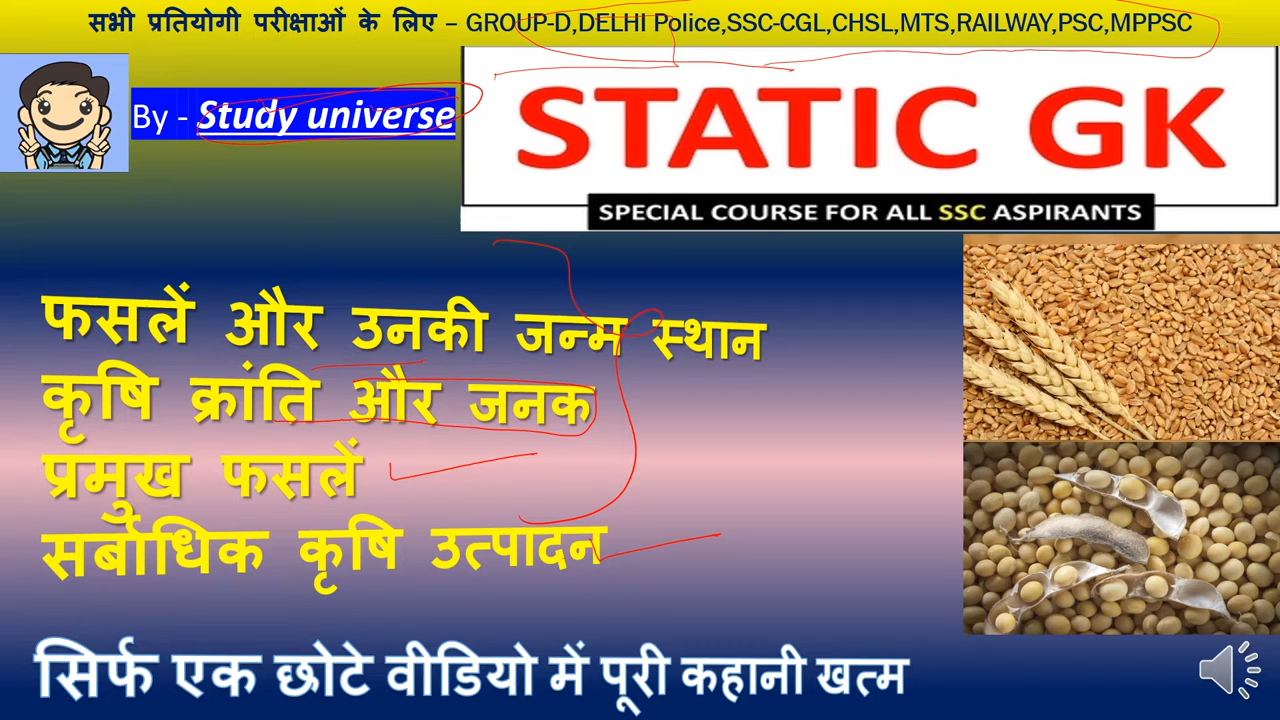 सभी प्रतियोगी परीक्षाओं के लिए – GROUP-D,DELHI Police,SSC-CGL,CHSL,MTS,RAILWAY,PSC,MPPSC
By - Study universe
STATIC GK
SPECIAL COURSE FOR ALL SSC ASPIRANTS
फसलें और उनकी जन्म स्थान
कृषि क्रांति और जनक
प्रमुख फसलें
सर्बाधिक कृषि उत्पादन
सिर्फ एक छोटे वीडियो में पूरी कहानी खत्म